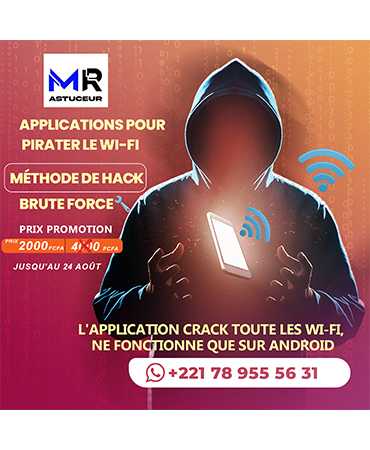 MR
ASTUCEUR
APPLICATIONS POUR
PIRATER LE WI-FI
MÉTHODE DE HACK
BRUTE FORCE
PRIX PROMOTION
PRIX 2000 FCFA 4000 FCFA
JUSQU'AU 24 AOÛT
L'APPLICATION CRACK TOUTE LES WI-FI,
NE FONCTIONNE QUE SUR ANDROID
+221 78 955 56 31